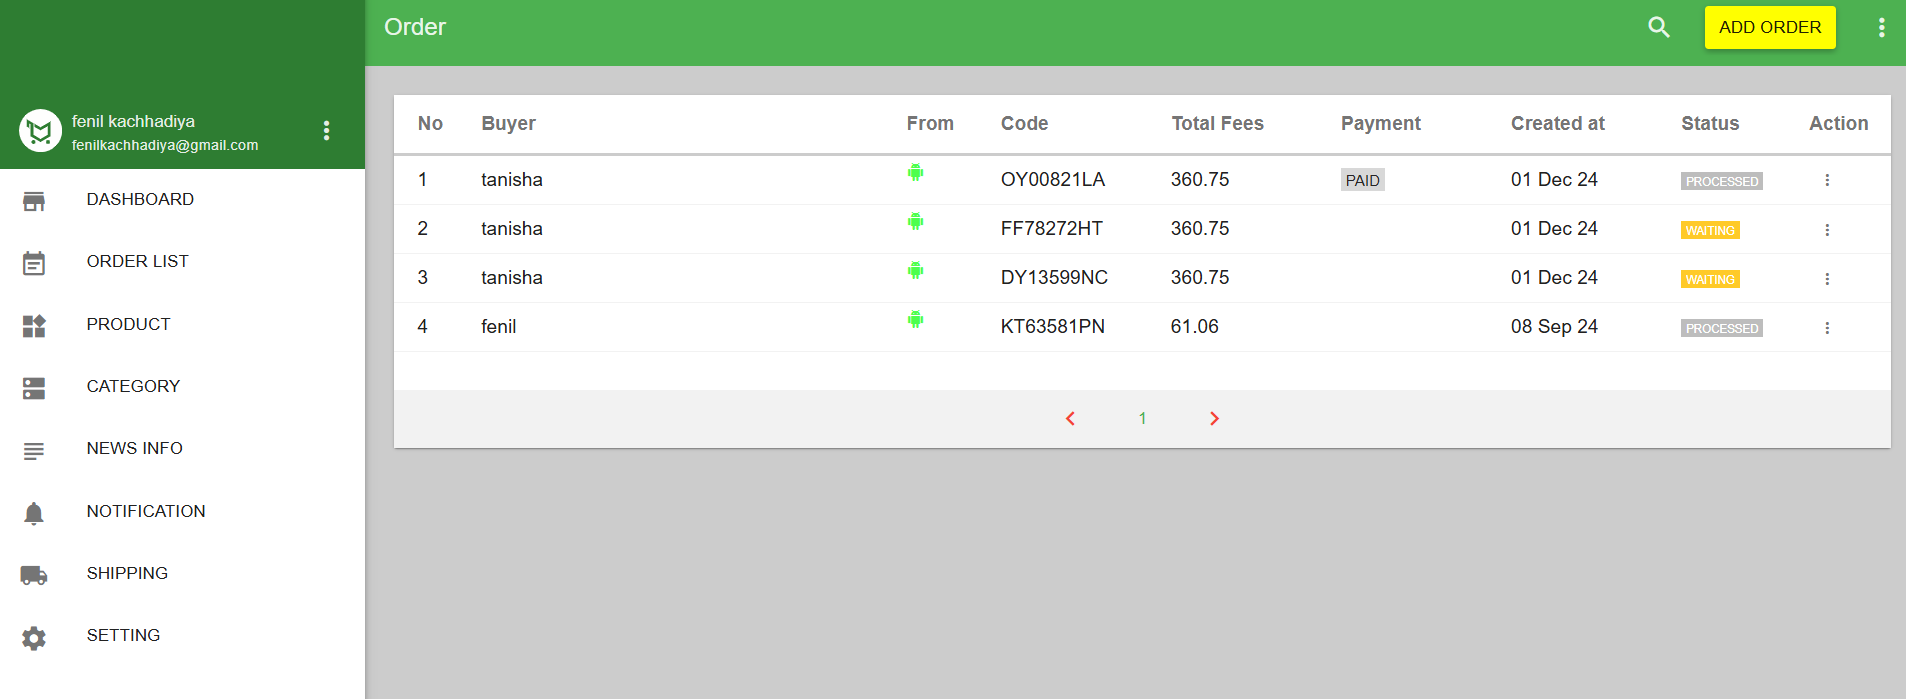 Order
ADD ORDER
fenil kachhadiya
fenilkachhadiya@gmail.com
DASHBOARD
ORDER LIST
PRODUCT
CATEGORY
NEWS INFO
NOTIFICATION
SHIPPING
SETTING
No Buyer From Code Total Fees Payment Created at Status Action
1 tanisha OY00821LA 360.75 PAID 01 Dec 24 PROCESSED
2 tanisha FF78272HT 360.75 01 Dec 24 WAITING
3 tanisha DY13599NC 360.75 01 Dec 24 WAITING
4 fenil KT63581PN 61.06 08 Sep 24 PROCESSED
1